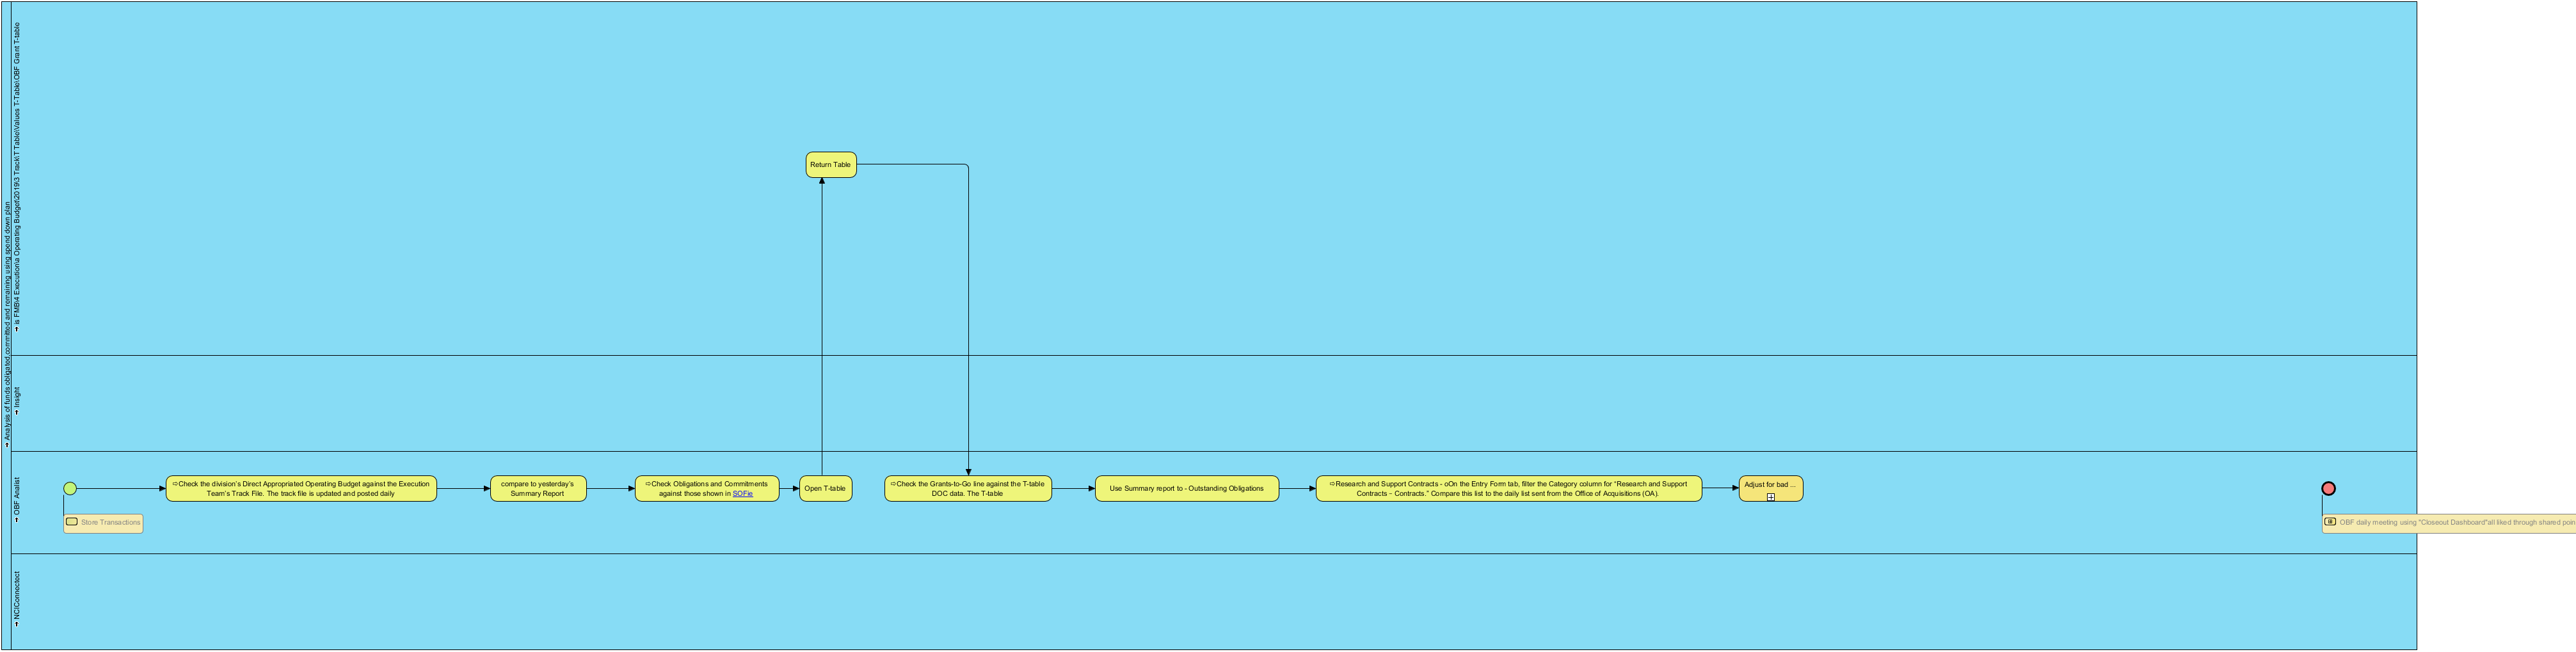 Analysis of funds obligated,committed and remaining using spend down plan
is FMB\4 Execution\a Operating Budget\2019\3 Track\T Table\Values T-Table\OBF Grant T-table
Return Table
Insight
OBF Analist
⇨Check the division's Direct Appropriated Operating Budget against the Execution
Team's Track File. The track file is updated and posted daily
compare to yesterday's
Summary Report
⇨Check Obligations and Commitments
against those shown in SOFie
Open T-table
⇨Check the Grants-to-Go line against the T-table
DOC data. The T-table
Use Summary report to - Outstanding Obligations
⇨Research and Support Contracts - oOn the Entry Form tab, filter the Category column for "Research and Support
Contracts – Contracts." Compare this list to the daily list sent from the Office of Acquisitions (OA).
Adjust for bad ...
Store Transactions
OBF daily meeting using "Closeout Dashboard"all liked through shared poin
NCIConnectect